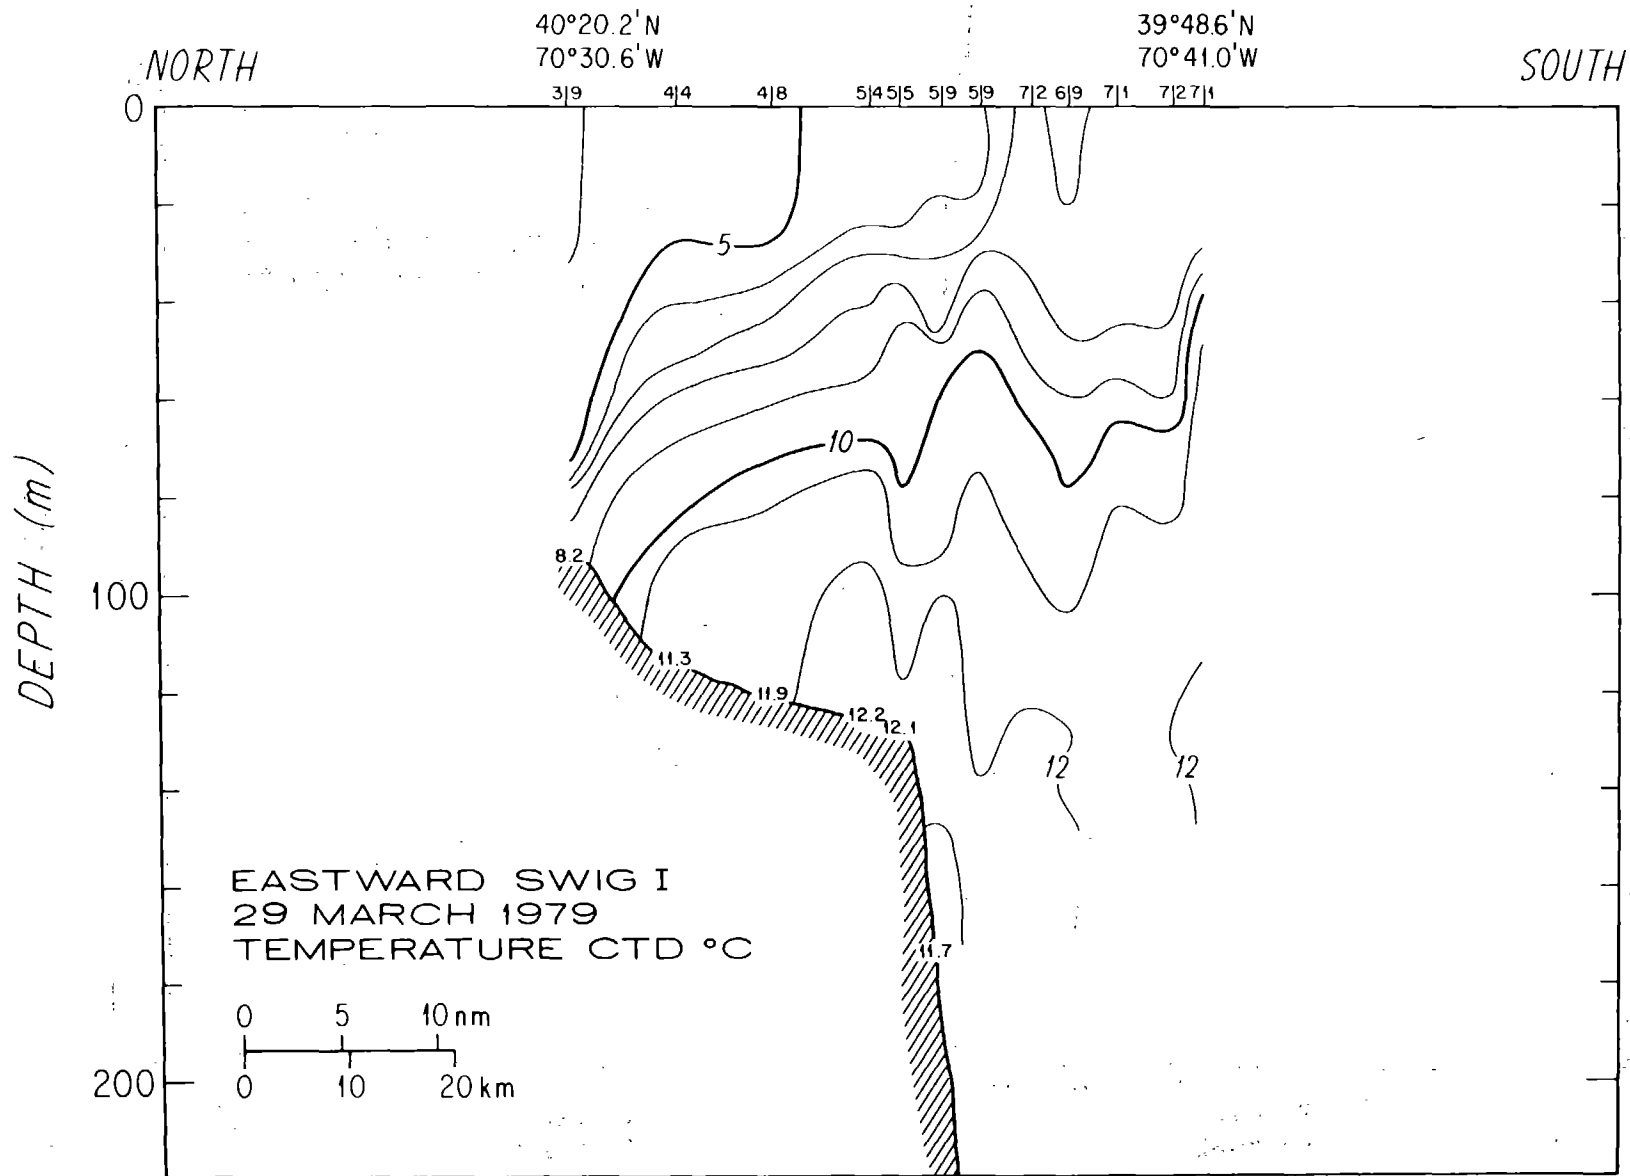 40°20.2'N 39°48.6'N
NORTH 70°30.6'W 70°41.0'W SOUTH
3|9 4|4 4|8 5|4 5|5 5|9 5|9 7|2 6|9 7|1 7|2 7|1
0
5
10
8.2
100
11.3
11.9
12.2
12.1
12 12
11.7
DEPTH (m)
EASTWARD SWIG I
29 MARCH 1979
TEMPERATURE CTD °C
0 5 10 nm
0 10 20 km
200